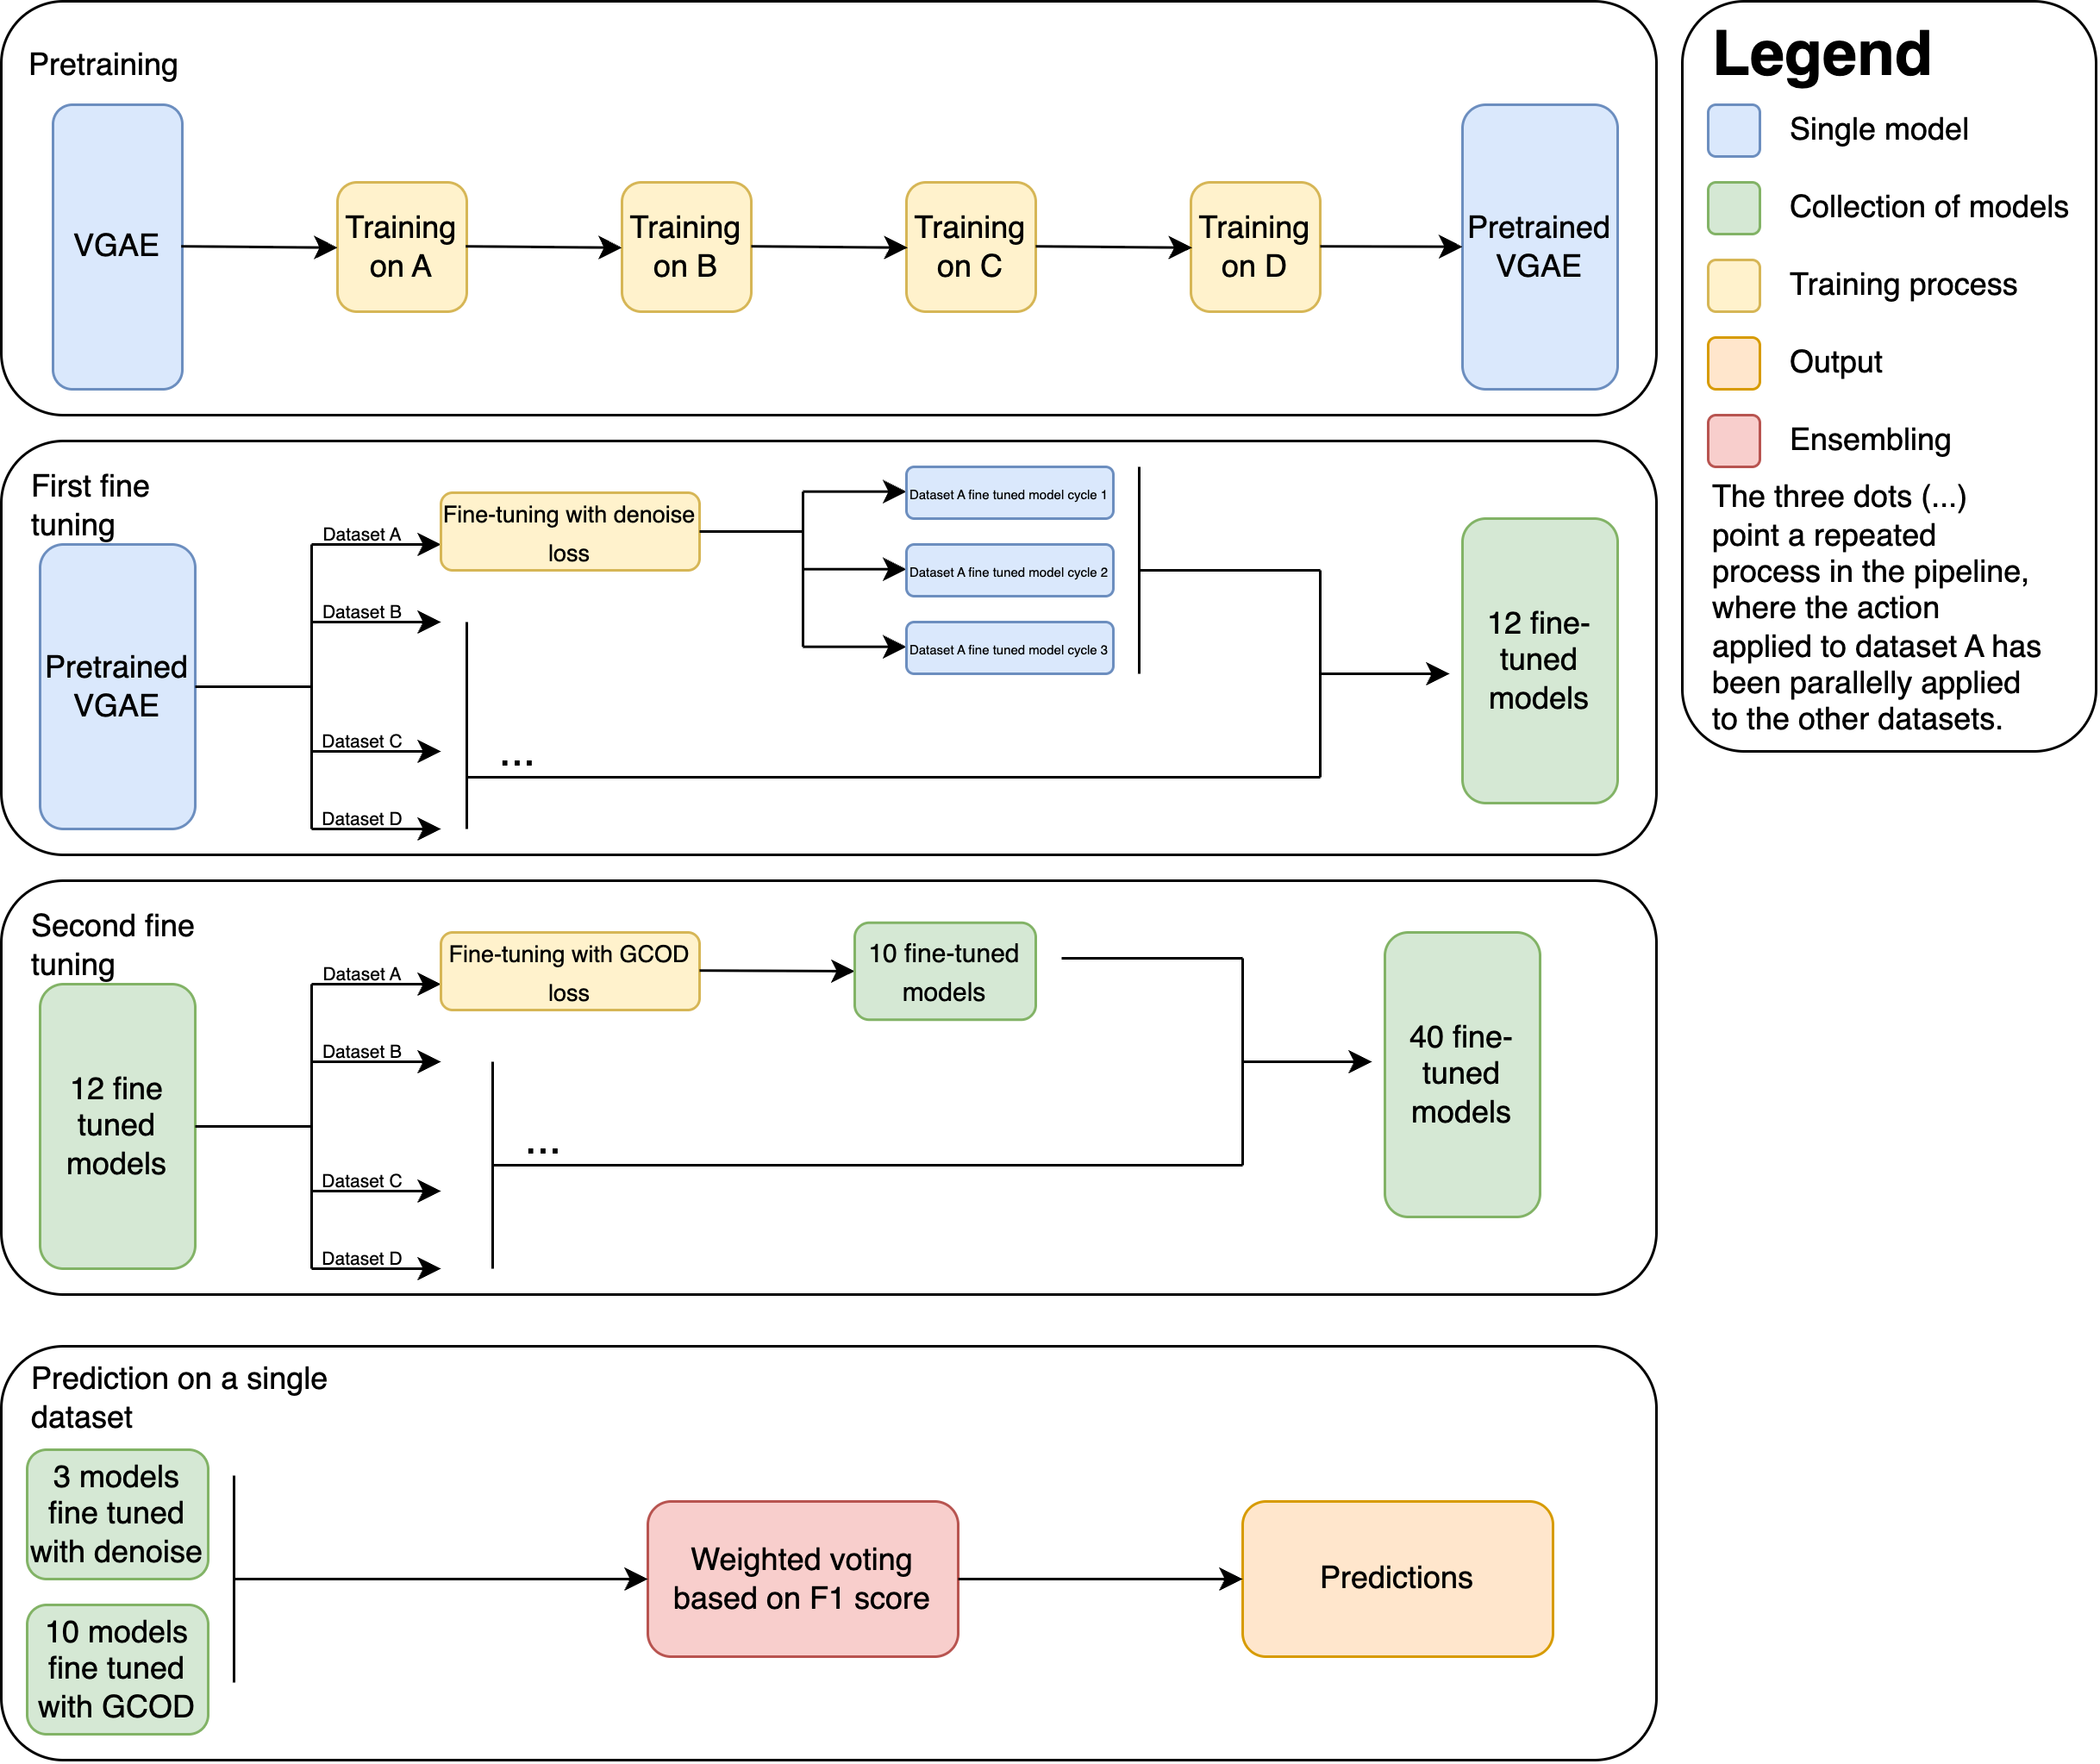 Pretraining
VGAE
Training
on A
Training
on B
Training
on C
Training
on D
Pretrained
VGAE
Legend
Single model
Collection of models
Training process
Output
Ensembling
The three dots (...)
point a repeated
process in the pipeline,
where the action
applied to dataset A has
been parallelly applied
to the other datasets.
First fine
tuning
Pretrained
VGAE
Dataset A
Dataset B
Dataset C
Dataset D
Fine-tuning with denoise
loss
...
Dataset A fine tuned model cycle 1
Dataset A fine tuned model cycle 2
Dataset A fine tuned model cycle 3
12 fine-
tuned
models
Second fine
tuning
12 fine
tuned
models
Dataset A
Dataset B
Dataset C
Dataset D
Fine-tuning with GCOD
loss
...
10 fine-tuned
models
40 fine-
tuned
models
Prediction on a single
dataset
3 models
fine tuned
with denoise
10 models
fine tuned
with GCOD
Weighted voting
based on F1 score
Predictions